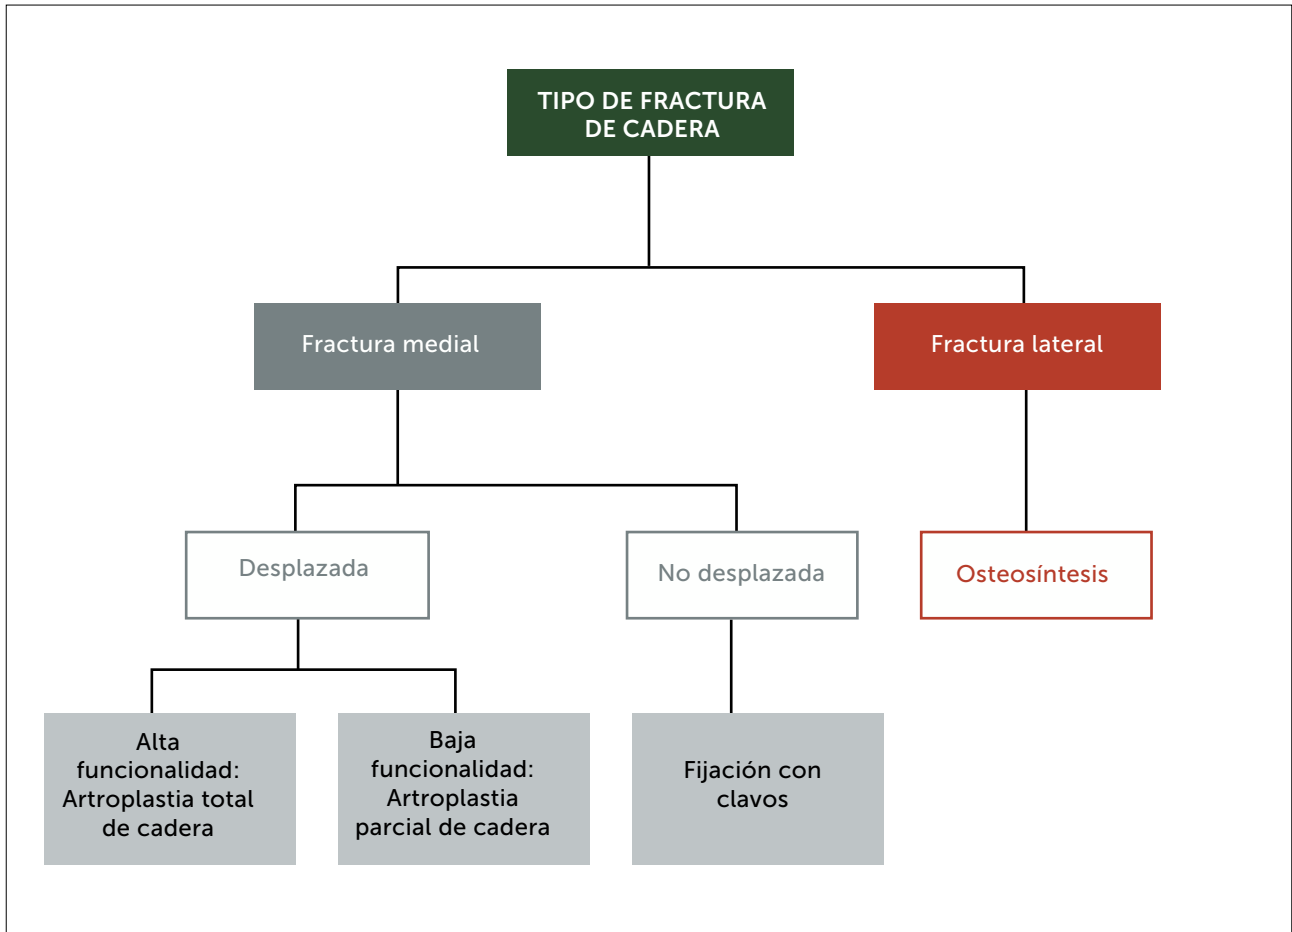 TIPO DE FRACTURA
DE CADERA
Fractura medial
Fractura lateral
Desplazada
No desplazada
Osteosíntesis
Alta
funcionalidad:
Artroplastia total
de cadera
Baja
funcionalidad:
Artroplastia
parcial de cadera
Fijación con
clavos